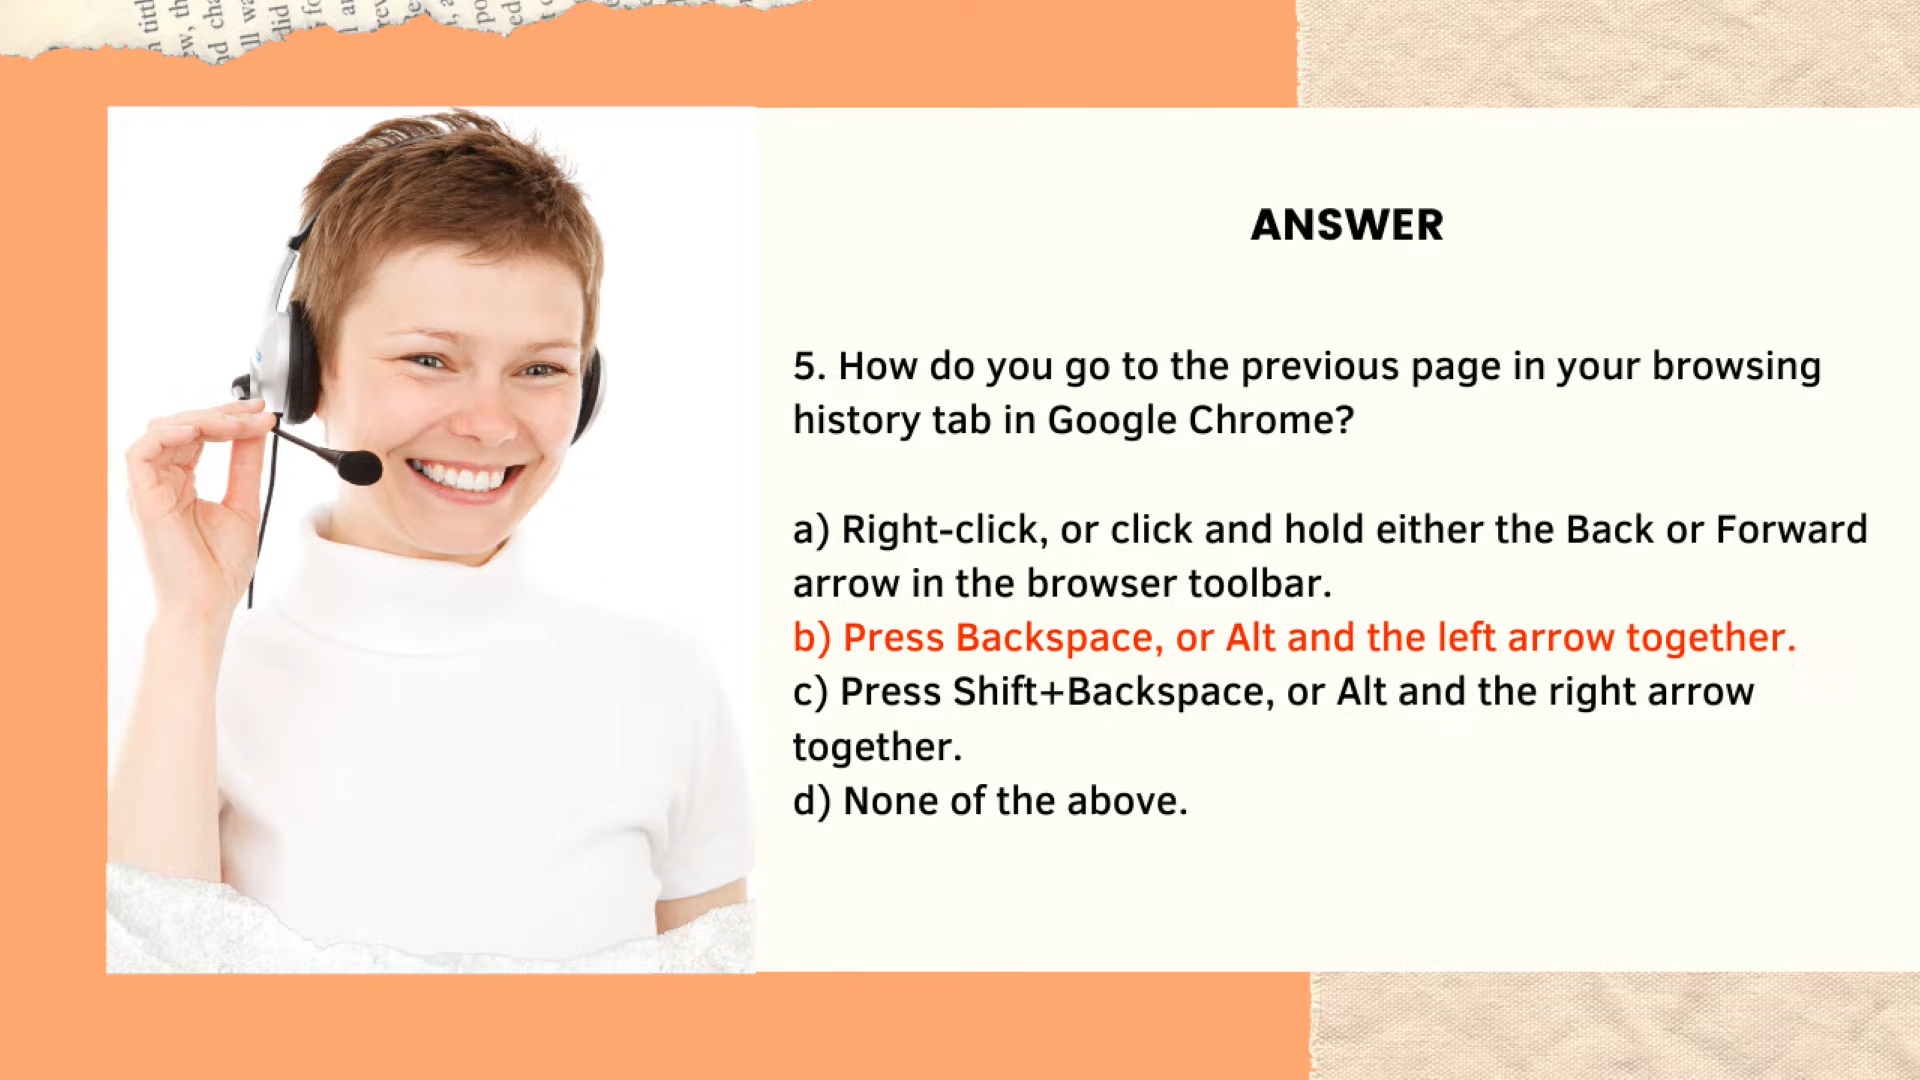 ANSWER
5. How do you go to the previous page in your browsing
history tab in Google Chrome?
a) Right-click, or click and hold either the Back or Forward
arrow in the browser toolbar.
b) Press Backspace, or Alt and the left arrow together.
c) Press Shift+Backspace, or Alt and the right arrow
together.
d) None of the above.